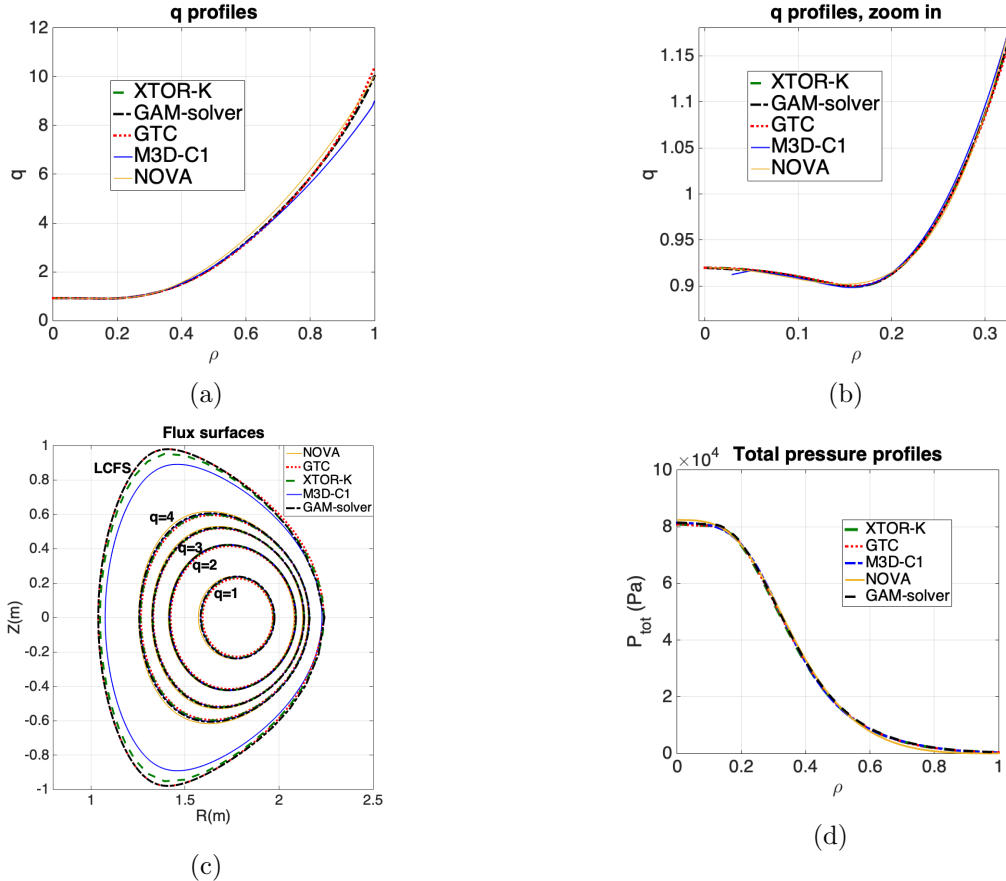 q profiles
12
10
8
6
4
2
0
q
XTOR-K
GAM-solver
GTC
M3D-C1
NOVA
0 0.2 0.4 0.6 0.8 1
ρ
(a)
q profiles, zoom in
1.15
1.1
1.05
1
0.95
0.9
q
XTOR-K
GAM-solver
GTC
M3D-C1
NOVA
0 0.1 0.2 0.3
ρ
(b)
Flux surfaces
1
0.8
0.6
0.4
0.2
0
-0.2
-0.4
-0.6
-0.8
-1
Z(m)
LCFS
q=4
q=3
q=2
q=1
NOVA
GTC
XTOR-K
M3D-C1
GAM-solver
1 1.5 2 2.5
R(m)
(c)
Total pressure profiles
×10⁴
10
8
6
4
2
0
P_tot (Pa)
XTOR-K
GTC
M3D-C1
NOVA
GAM-solver
0 0.2 0.4 0.6 0.8 1
ρ
(d)